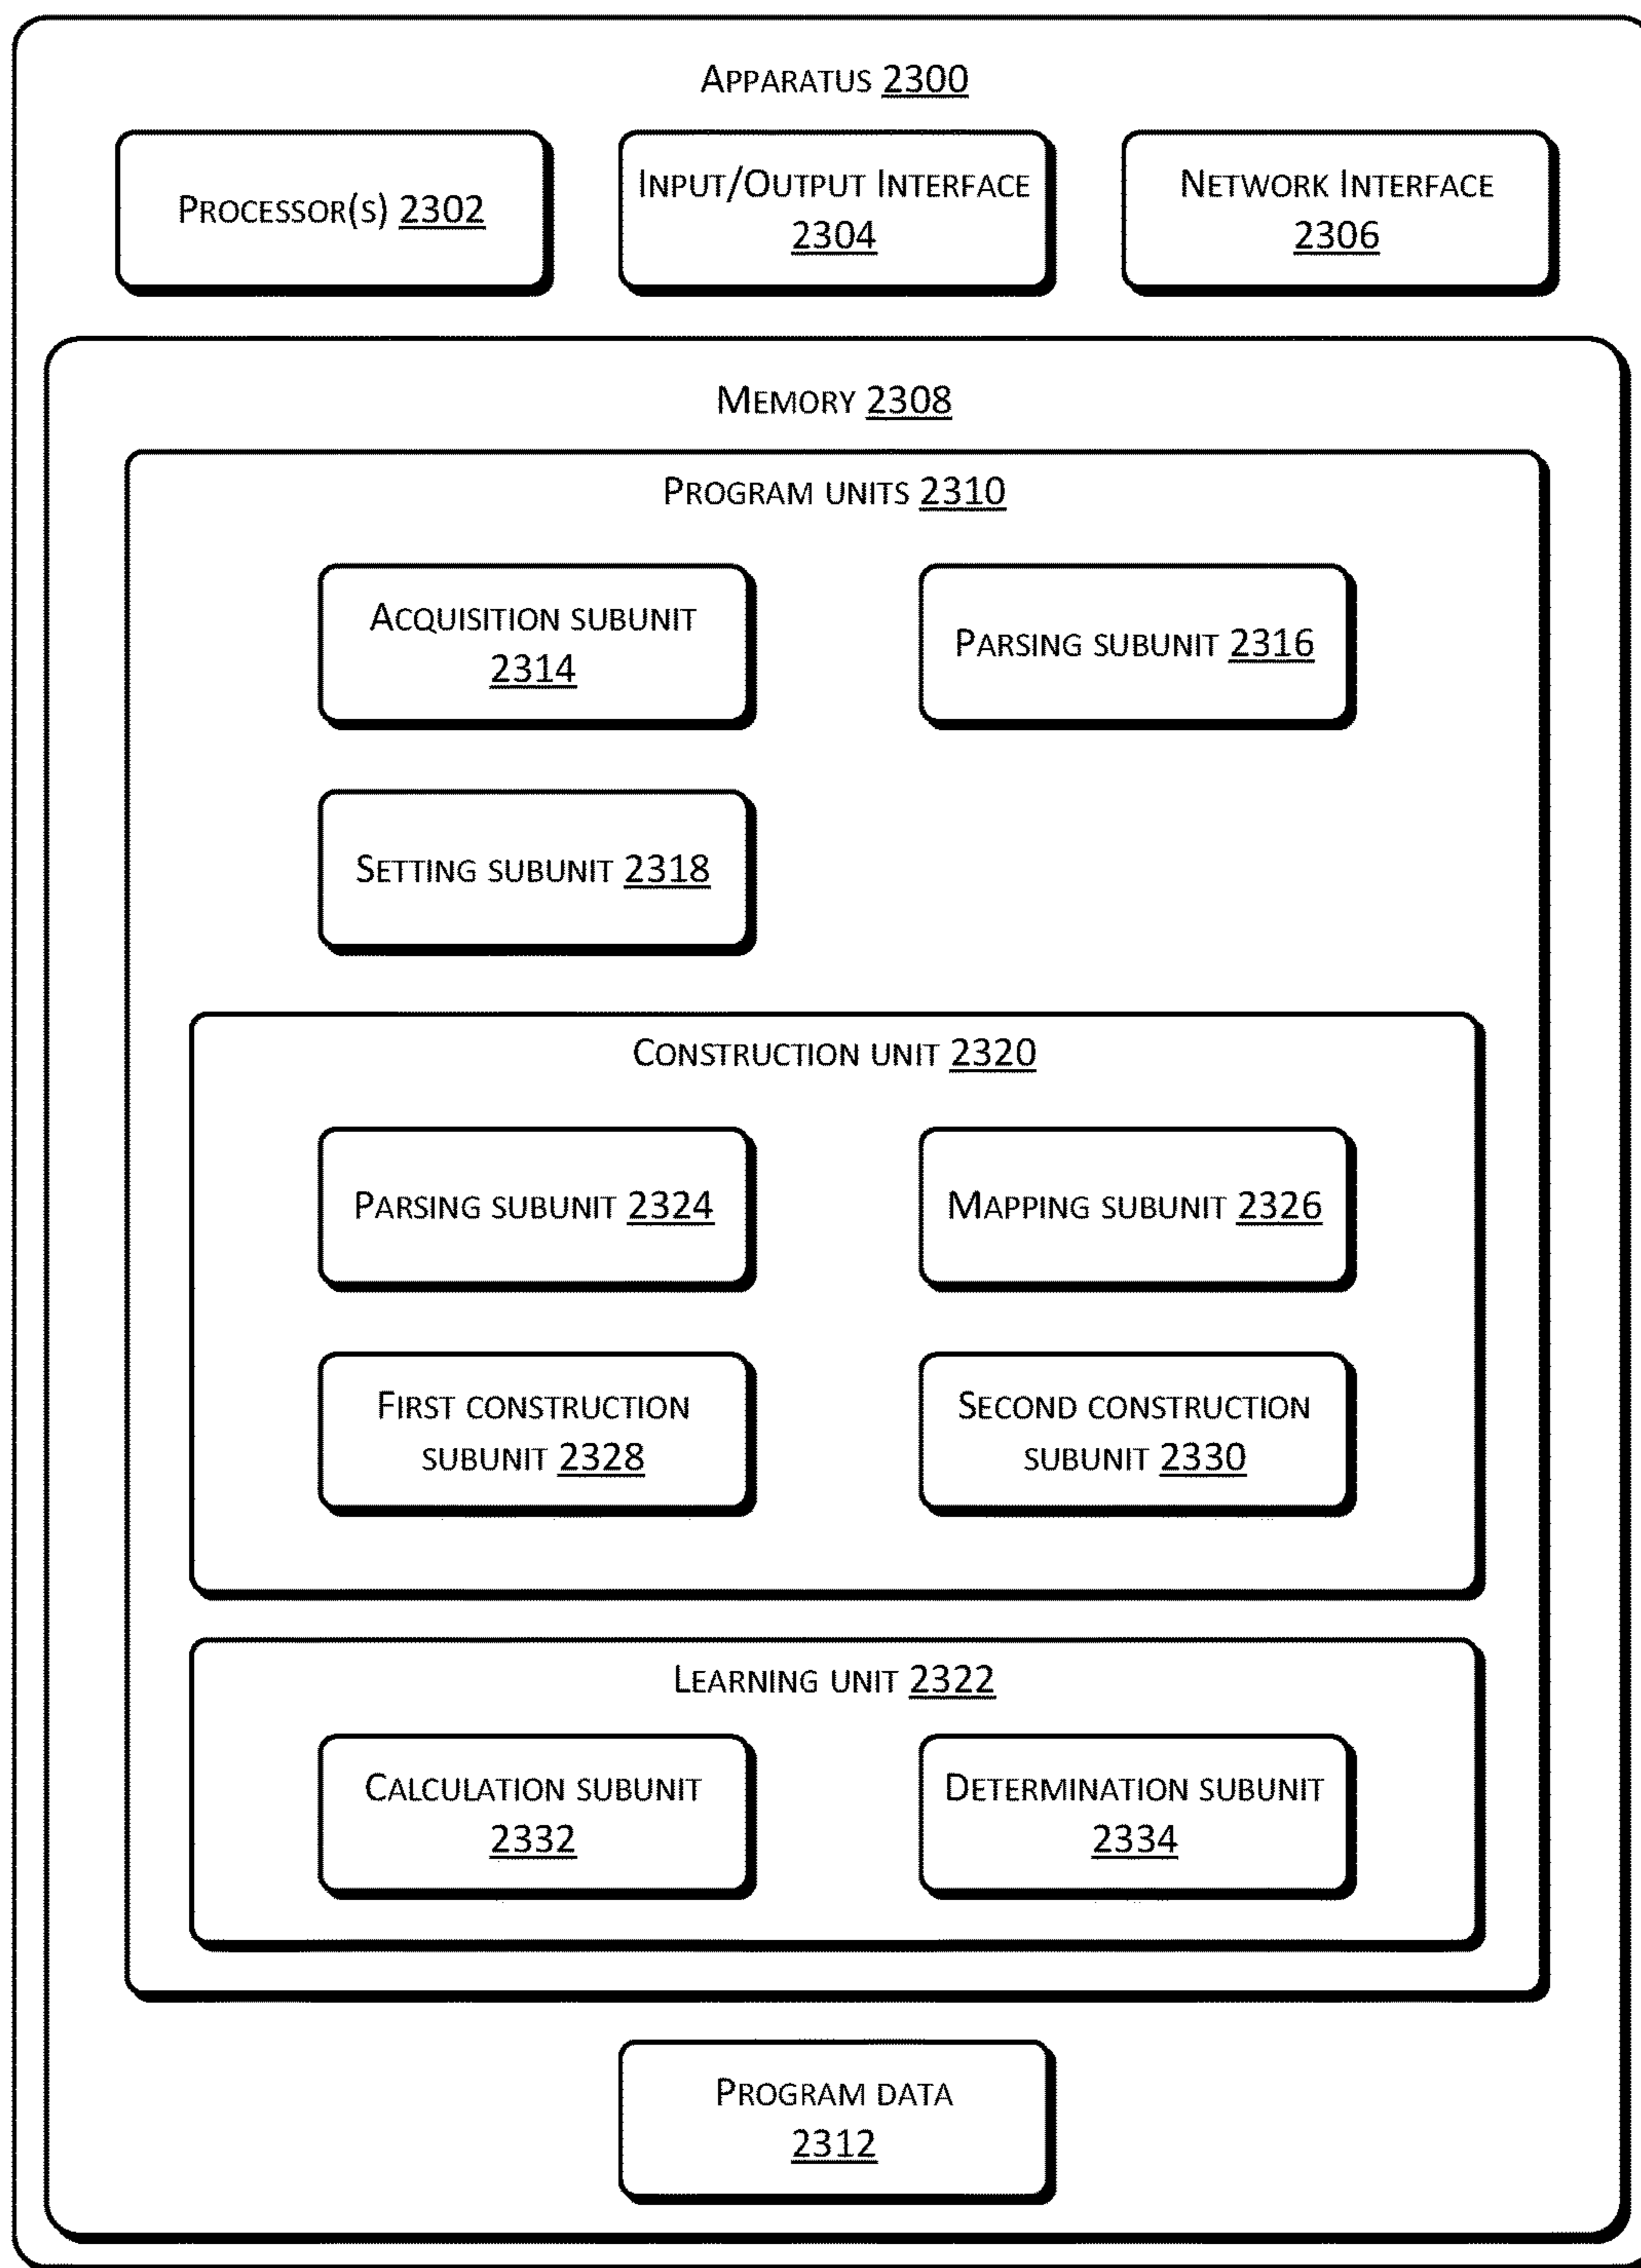 APPARATUS 2300
PROCESSOR(S) 2302
INPUT/OUTPUT INTERFACE
2304
NETWORK INTERFACE
2306
MEMORY 2308
PROGRAM UNITS 2310
ACQUISITION SUBUNIT
2314
PARSING SUBUNIT 2316
SETTING SUBUNIT 2318
CONSTRUCTION UNIT 2320
PARSING SUBUNIT 2324
MAPPING SUBUNIT 2326
FIRST CONSTRUCTION
SUBUNIT 2328
SECOND CONSTRUCTION
SUBUNIT 2330
LEARNING UNIT 2322
CALCULATION SUBUNIT
2332
DETERMINATION SUBUNIT
2334
PROGRAM DATA
2312